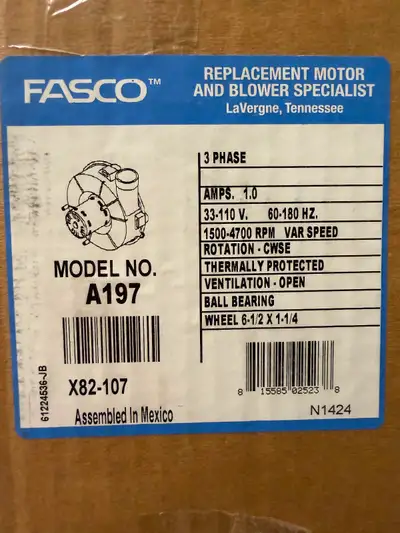 FASCO™
REPLACEMENT MOTOR
AND BLOWER SPECIALIST
LaVergne, Tennessee
3 PHASE
AMPS. 1.0
33-110 V. 60-180 HZ.
1500-4700 RPM VAR SPEED
ROTATION - CWSE
THERMALLY PROTECTED
VENTILATION - OPEN
BALL BEARING
WHEEL 6-1/2 X 1-1/4
MODEL NO.
A197
X82-107
Assembled In Mexico
61224536-JB
8 15585 02523 8
N1424